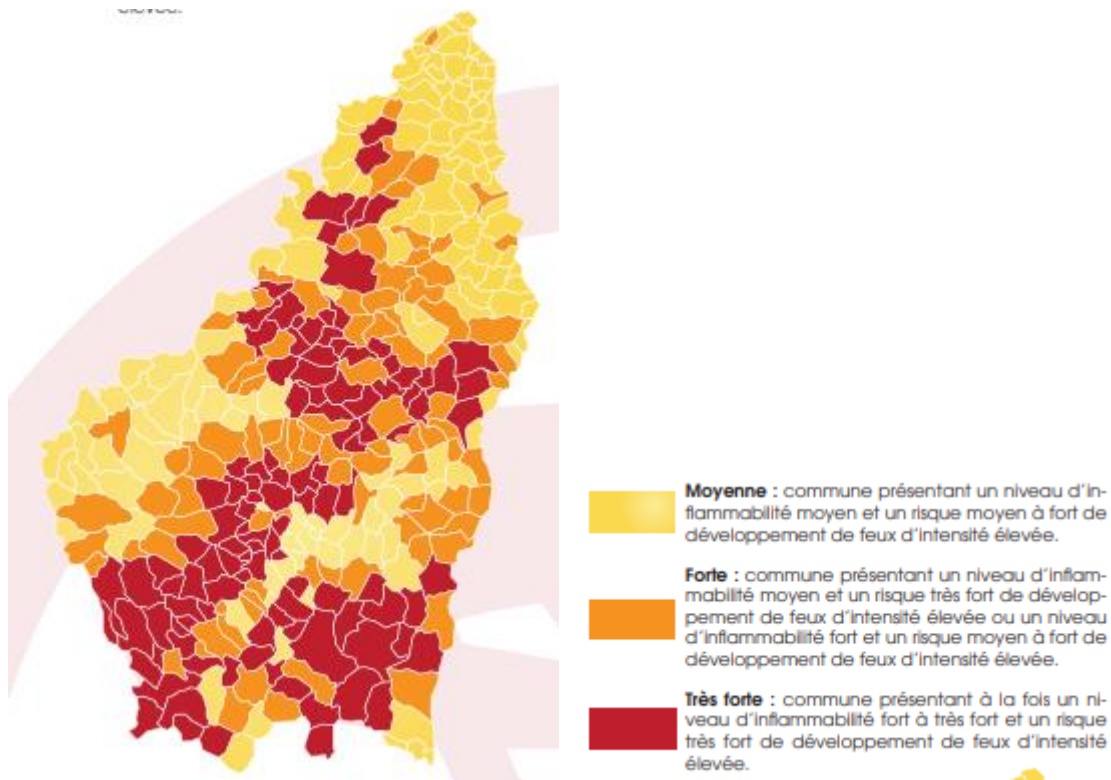 élevée.
Moyenne : commune présentant un niveau d'in-
flammabilité moyen et un risque moyen à fort de
développement de feux d'intensité élevée.
Forte : commune présentant un niveau d'inflam-
mabilité moyen et un risque très fort de dévelop-
pement de feux d'intensité élevée ou un niveau
d'inflammabilité fort et un risque moyen à fort de
développement de feux d'intensité élevée.
Très forte : commune présentant à la fois un ni-
veau d'inflammabilité fort à très fort et un risque
très fort de développement de feux d'intensité
élevée.